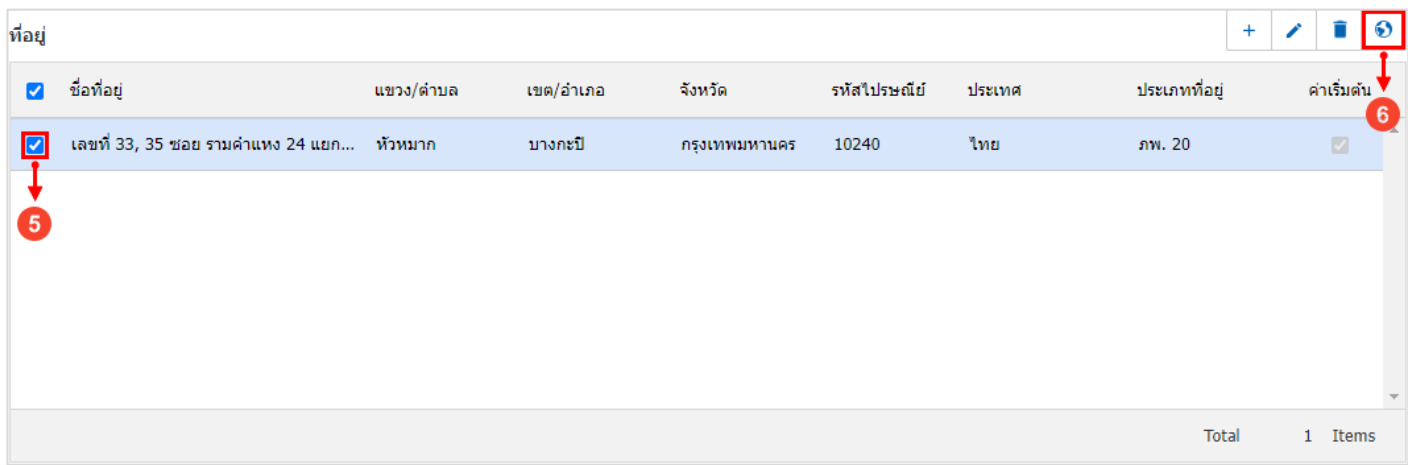 ที่อยู่
ชื่อที่อยู่ แขวง/ตำบล เขต/อำเภอ จังหวัด รหัสไปรษณีย์ ประเทศ ประเภทที่อยู่ ค่าเริ่มต้น
6
เลขที่ 33, 35 ซอย รามคำแหง 24 แยก... หัวหมาก บางกะปิ กรุงเทพมหานคร 10240 ไทย ภพ. 20
5
Total 1 Items